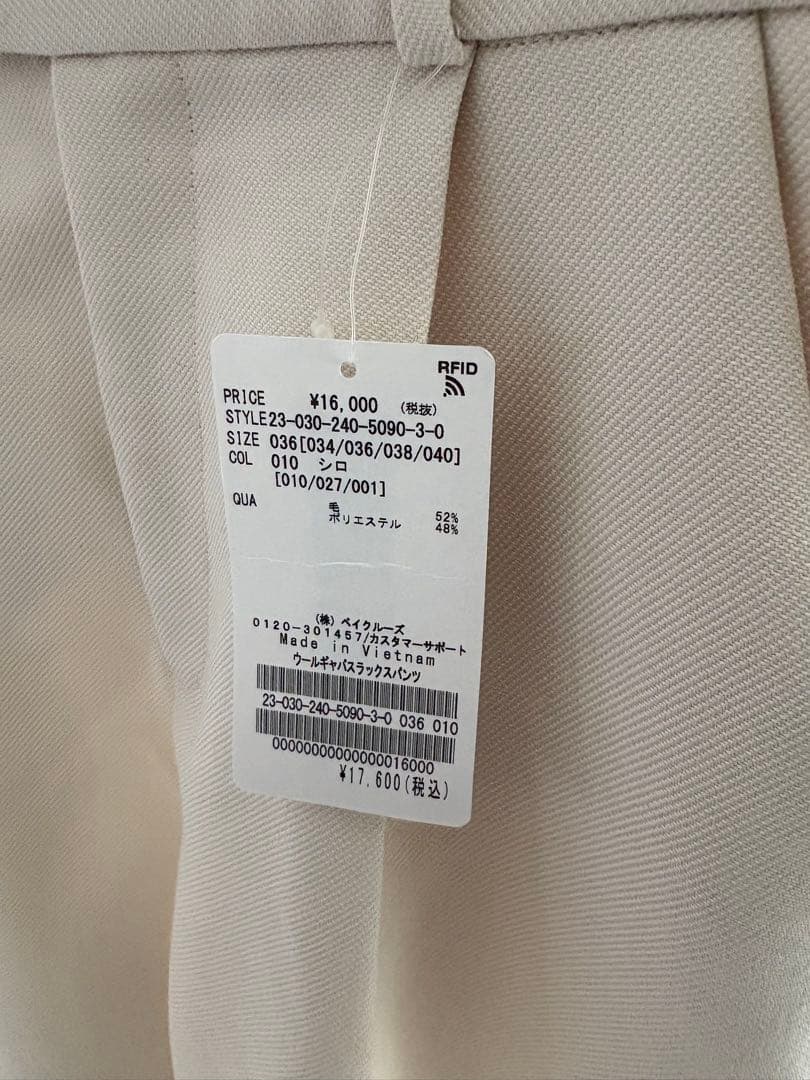 RFID
PRICE ¥16,000 (税抜)
STYLE 23-030-240-5090-3-0
SIZE 036[034/036/038/040]
COL 010 シロ
[010/027/001]
QUA 毛 52%
ポリエステル 48%
(株) ベイクルーズ
0120-301457/カスタマーサポート
Made in Vietnam
ウールギャバスラックスパンツ
23-030-240-5090-3-0 036 010
00000000000000016000
¥17,600(税込)